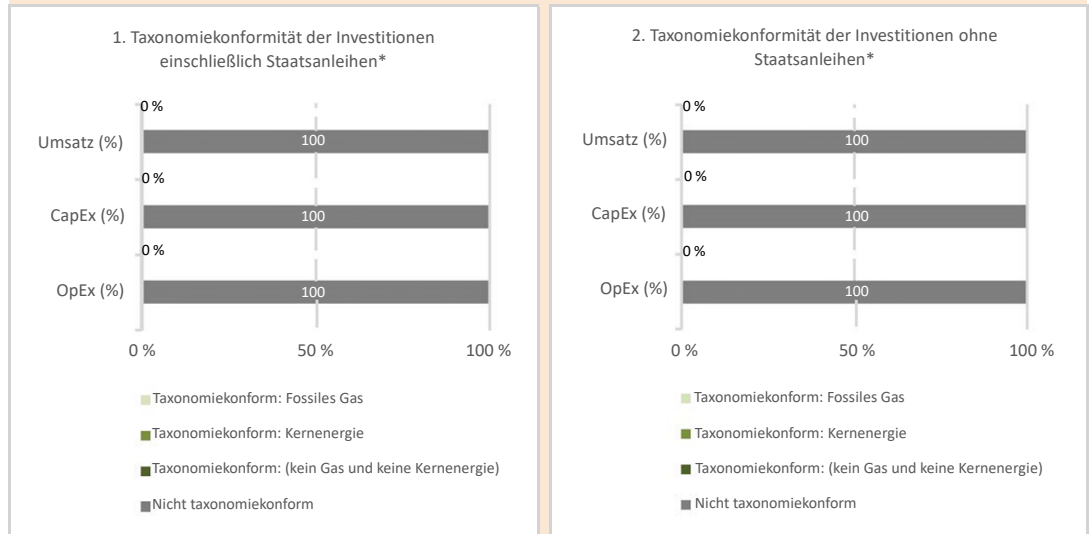 1. Taxonomiekonformität der Investitionen
einschließlich Staatsanleihen*
0 %
Umsatz (%)
100
0 %
CapEx (%)
100
0 %
OpEx (%)
100
0 %
50 %
100 %
Taxonomiekonform: Fossiles Gas
Taxonomiekonform: Kernenergie
Taxonomiekonform: (kein Gas und keine Kernenergie)
Nicht taxonomiekonform
2. Taxonomiekonformität der Investitionen ohne
Staatsanleihen*
0 %
Umsatz (%)
100
0 %
CapEx (%)
100
0 %
OpEx (%)
100
0 %
50 %
100 %
Taxonomiekonform: Fossiles Gas
Taxonomiekonform: Kernenergie
Taxonomiekonform: (kein Gas und keine Kernenergie)
Nicht taxonomiekonform